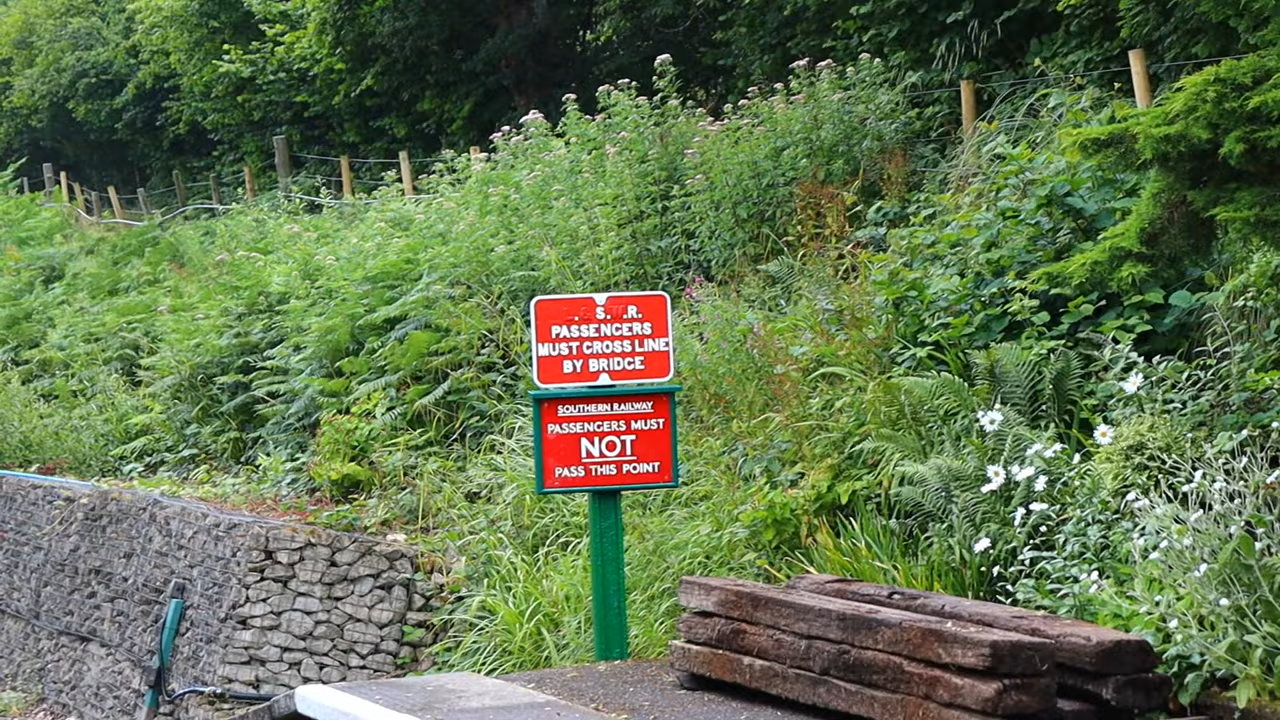 . S. .R.
PASSENGERS
MUST CROSS LINE
BY BRIDGE
SOUTHERN RAILWAY
PASSENGERS MUST
NOT
PASS THIS POINT